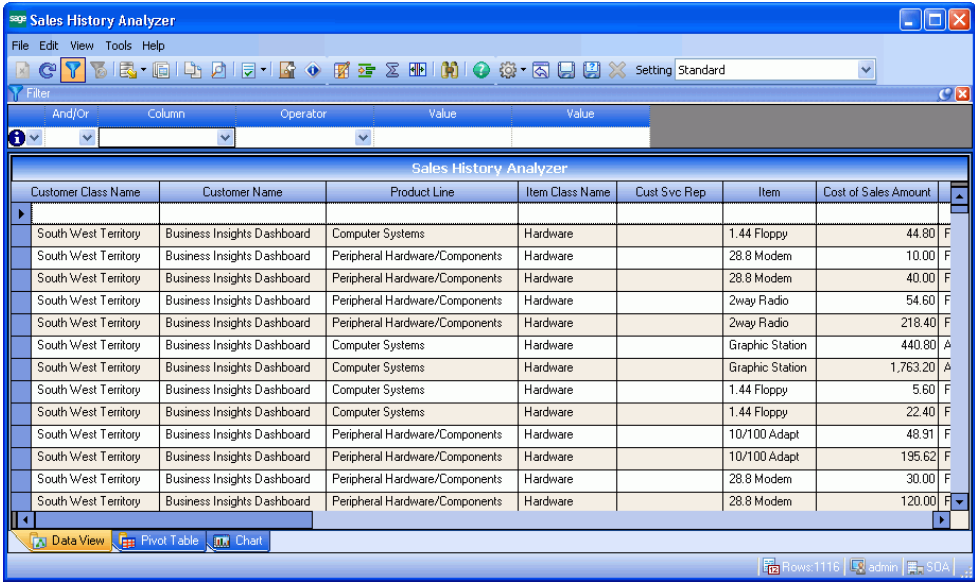 sage Sales History Analyzer
File Edit View Tools Help
Setting Standard
Filter
And/Or Column Operator Value Value
Sales History Analyzer
Customer Class Name Customer Name Product Line Item Class Name Cust Svc Rep Item Cost of Sales Amount
South West Territory Business Insights Dashboard Computer Systems Hardware 1.44 Floppy 44.80 F
South West Territory Business Insights Dashboard Peripheral Hardware/Components Hardware 28.8 Modem 10.00 F
South West Territory Business Insights Dashboard Peripheral Hardware/Components Hardware 28.8 Modem 40.00 F
South West Territory Business Insights Dashboard Peripheral Hardware/Components Hardware 2way Radio 54.60 F
South West Territory Business Insights Dashboard Peripheral Hardware/Components Hardware 2way Radio 218.40 F
South West Territory Business Insights Dashboard Computer Systems Hardware Graphic Station 440.80 A
South West Territory Business Insights Dashboard Computer Systems Hardware Graphic Station 1,763.20 A
South West Territory Business Insights Dashboard Computer Systems Hardware 1.44 Floppy 5.60 F
South West Territory Business Insights Dashboard Computer Systems Hardware 1.44 Floppy 22.40 F
South West Territory Business Insights Dashboard Peripheral Hardware/Components Hardware 10/100 Adapt 48.91 F
South West Territory Business Insights Dashboard Peripheral Hardware/Components Hardware 10/100 Adapt 195.62 F
South West Territory Business Insights Dashboard Peripheral Hardware/Components Hardware 28.8 Modem 30.00 F
South West Territory Business Insights Dashboard Peripheral Hardware/Components Hardware 28.8 Modem 120.00 F
Data View Pivot Table Chart
Rows:1116 admin SOA